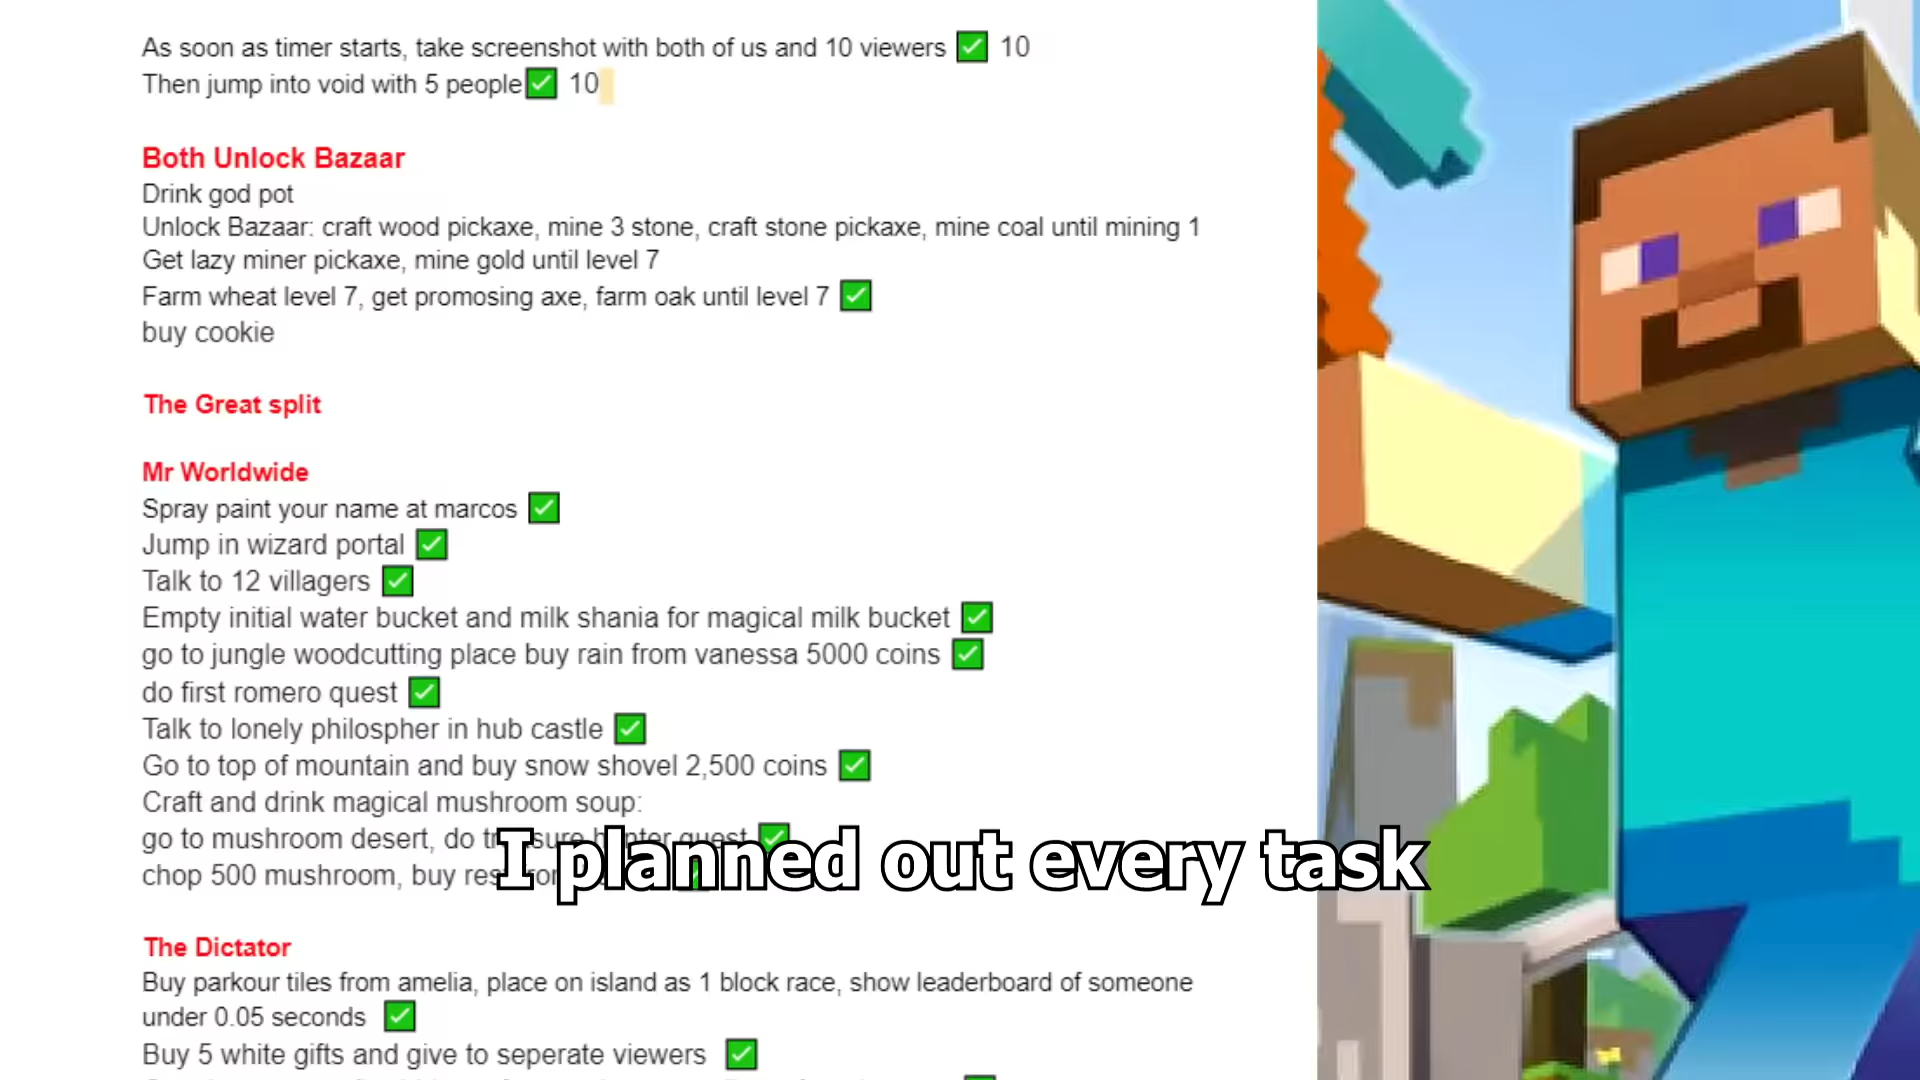 As soon as timer starts, take screenshot with both of us and 10 viewers ✅ 10
Then jump into void with 5 people ✅ 10
Both Unlock Bazaar
Drink god pot
Unlock Bazaar: craft wood pickaxe, mine 3 stone, craft stone pickaxe, mine coal until mining 1
Get lazy miner pickaxe, mine gold until level 7
Farm wheat level 7, get promosing axe, farm oak until level 7 ✅
buy cookie
The Great split
Mr Worldwide
Spray paint your name at marcos ✅
Jump in wizard portal ✅
Talk to 12 villagers ✅
Empty initial water bucket and milk shania for magical milk bucket ✅
go to jungle woodcutting place buy rain from vanessa 5000 coins ✅
do first romero quest ✅
Talk to lonely philospher in hub castle ✅
Go to top of mountain and buy snow shovel 2,500 coins ✅
Craft and drink magical mushroom soup:
go to mushroom desert, do treasure hunter quest ✅
chop 500 mushroom, buy
I planned out every task
The Dictator
Buy parkour tiles from amelia, place on island as 1 block race, show leaderboard of someone
under 0.05 seconds ✅
Buy 5 white gifts and give to seperate viewers ✅